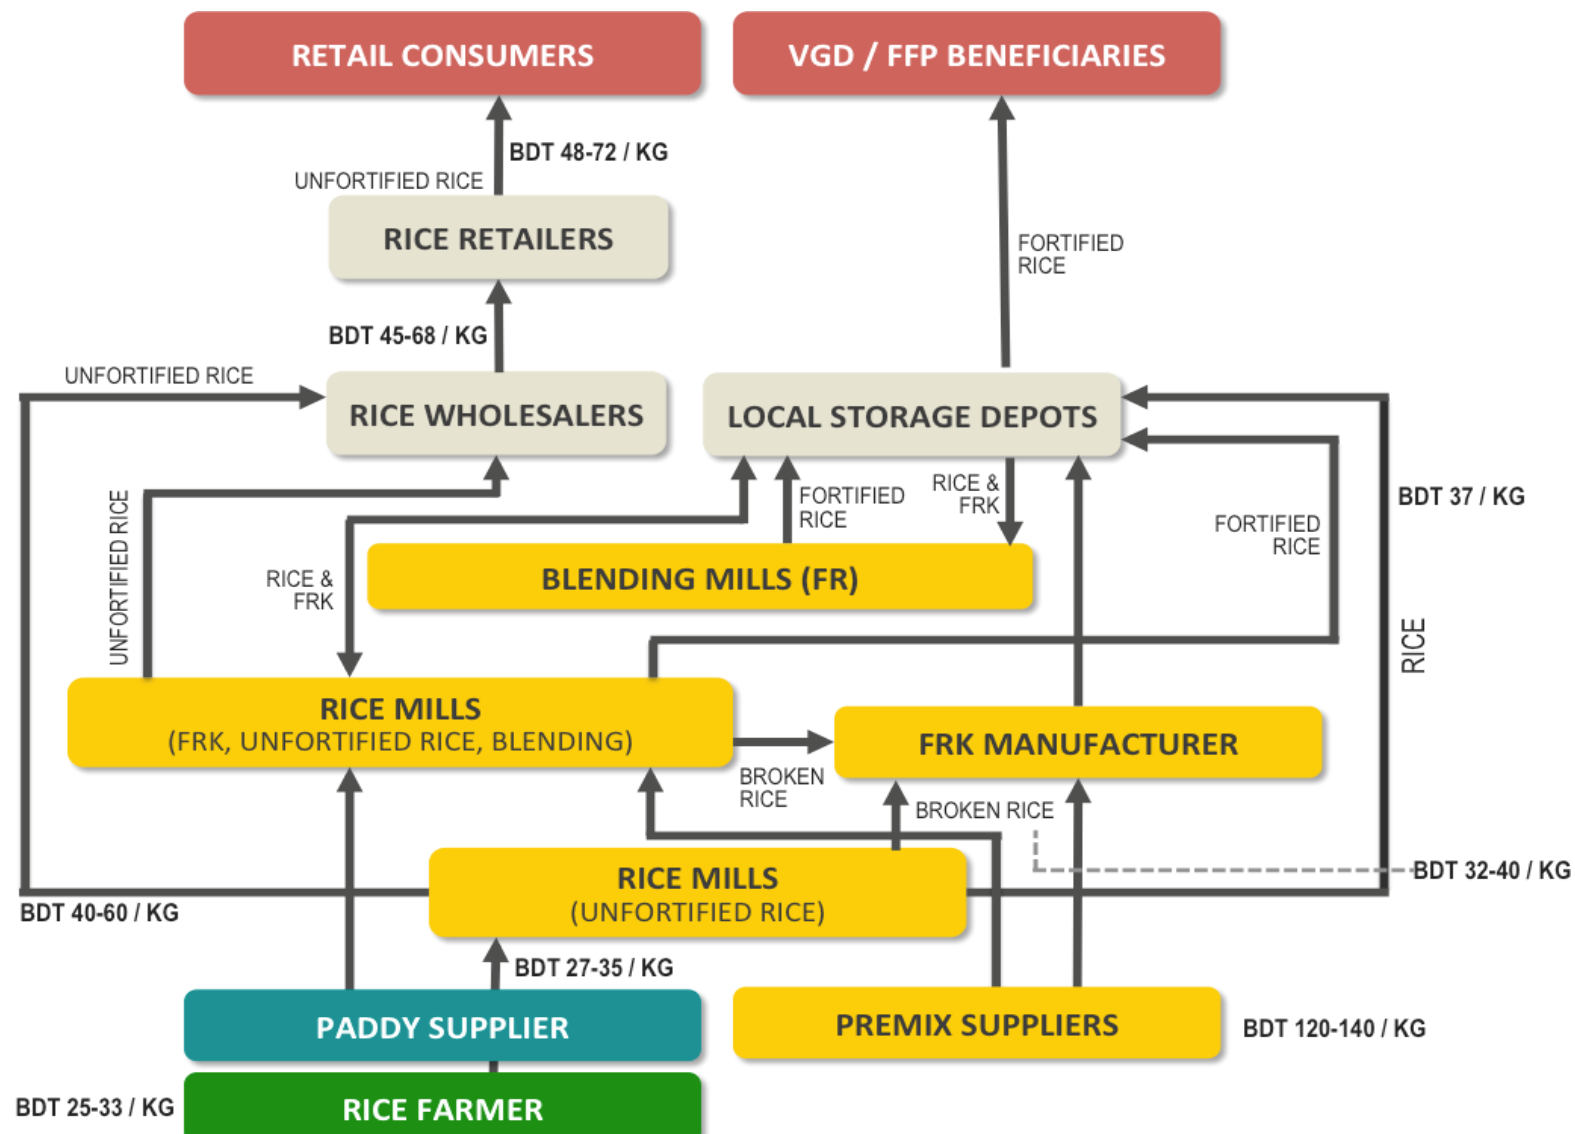 RETAIL CONSUMERS
VGD / FFP BENEFICIARIES
BDT 48-72 / KG
UNFORTIFIED RICE
RICE RETAILERS
FORTIFIED
RICE
BDT 45-68 / KG
UNFORTIFIED RICE
RICE WHOLESALERS
LOCAL STORAGE DEPOTS
UNFORTIFIED RICE
RICE &
FRK
FORTIFIED
RICE
RICE &
FRK
BDT 37 / KG
FORTIFIED
RICE
BLENDING MILLS (FR)
RICE
RICE MILLS
(FRK, UNFORTIFIED RICE, BLENDING)
FRK MANUFACTURER
BROKEN
RICE
BROKEN RICE
RICE MILLS
(UNFORTIFIED RICE)
BDT 32-40 / KG
BDT 40-60 / KG
BDT 27-35 / KG
PADDY SUPPLIER
PREMIX SUPPLIERS
BDT 120-140 / KG
BDT 25-33 / KG
RICE FARMER